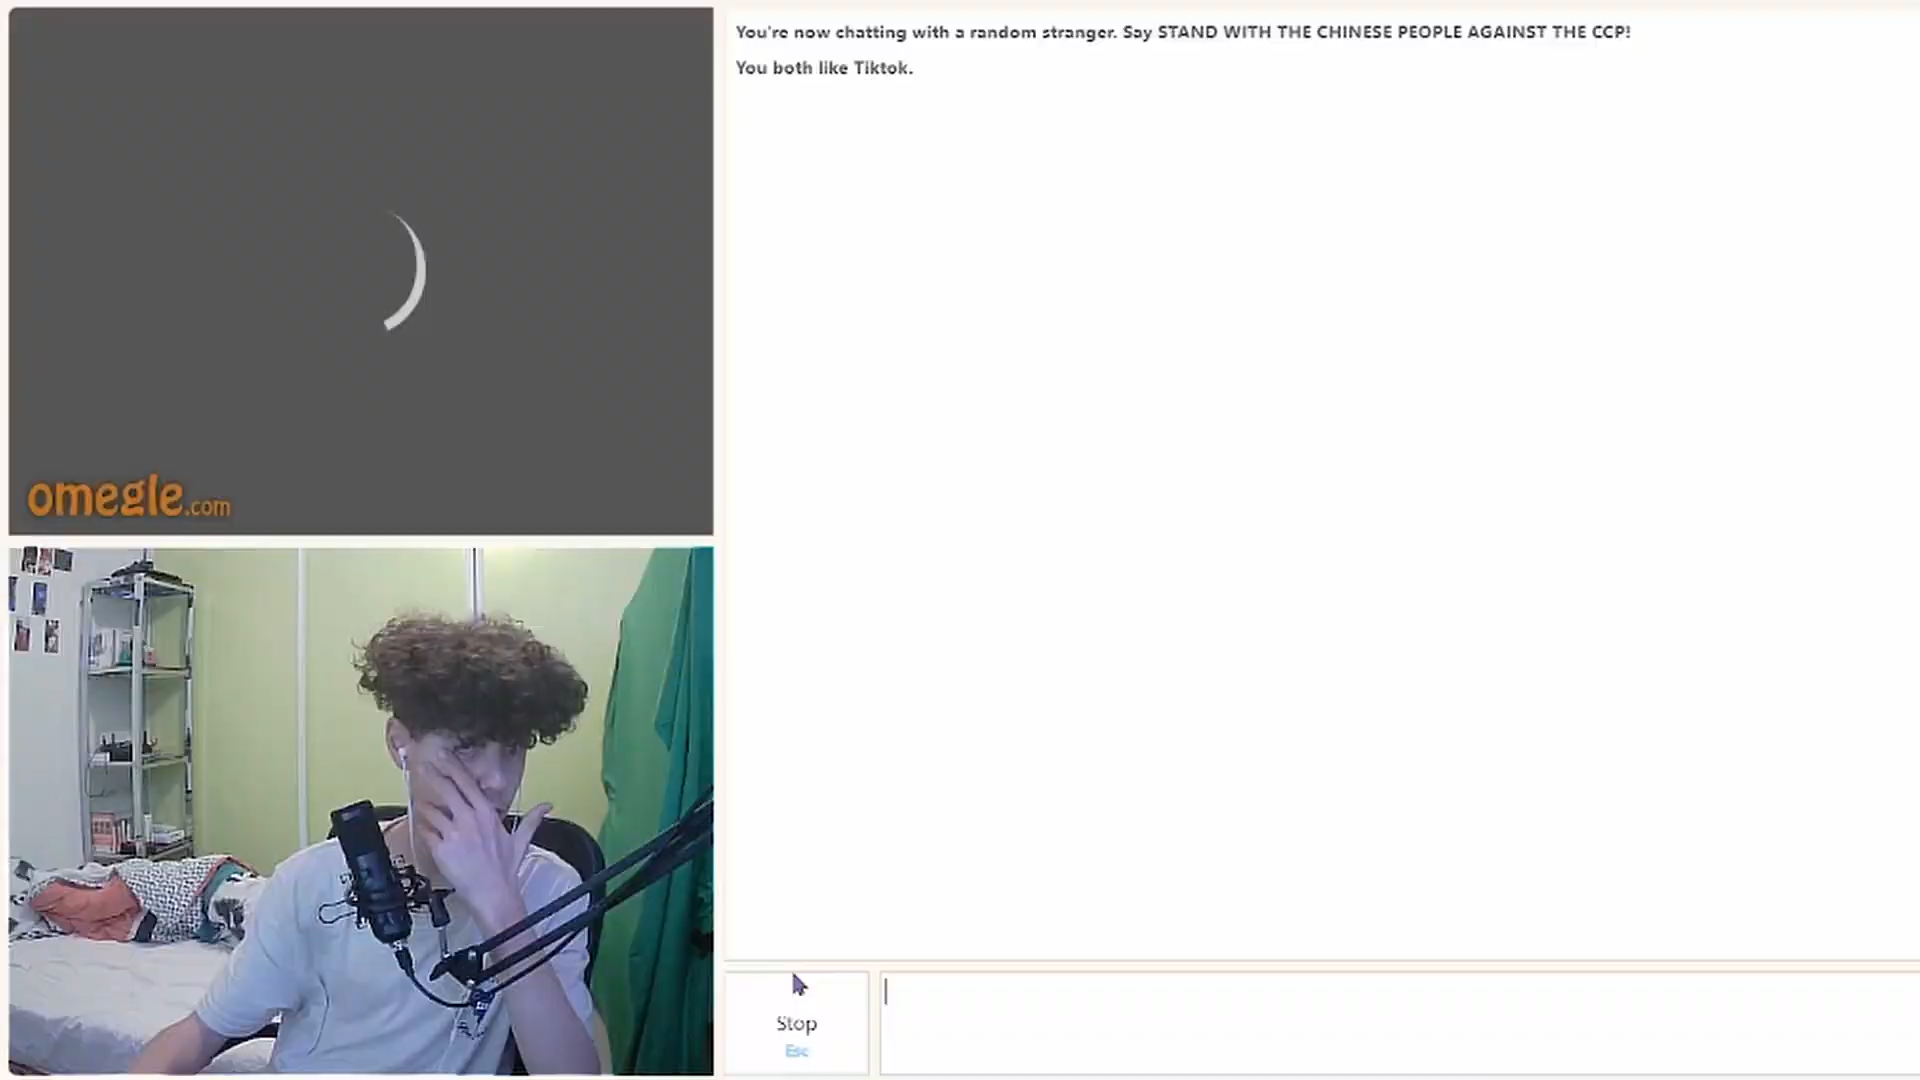 You're now chatting with a random stranger. Say STAND WITH THE CHINESE PEOPLE AGAINST THE CCP!
You both like Tiktok.
omegle.com
Stop
Esc